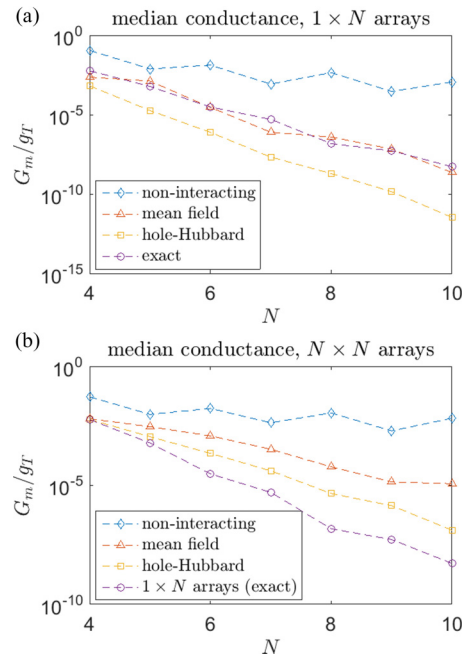 (a)
median conductance, 1 × N arrays
10^0
10^-5
10^-10
10^-15
G_m/g_T
non-interacting
mean field
hole-Hubbard
exact
4 6 8 10
N
(b)
median conductance, N × N arrays
10^0
10^-5
10^-10
G_m/g_T
non-interacting
mean field
hole-Hubbard
1 × N arrays (exact)
4 6 8 10
N